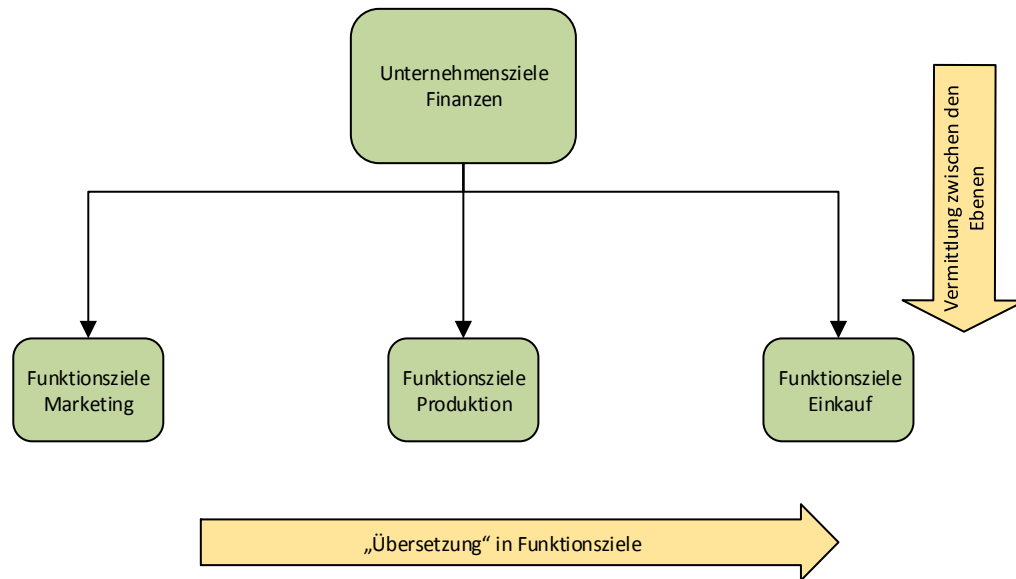 Unternehmensziele
Finanzen
Vermittlung zwischen den
Ebenen
Funktionsziele
Marketing
Funktionsziele
Produktion
Funktionsziele
Einkauf
„Übersetzung“ in Funktionsziele